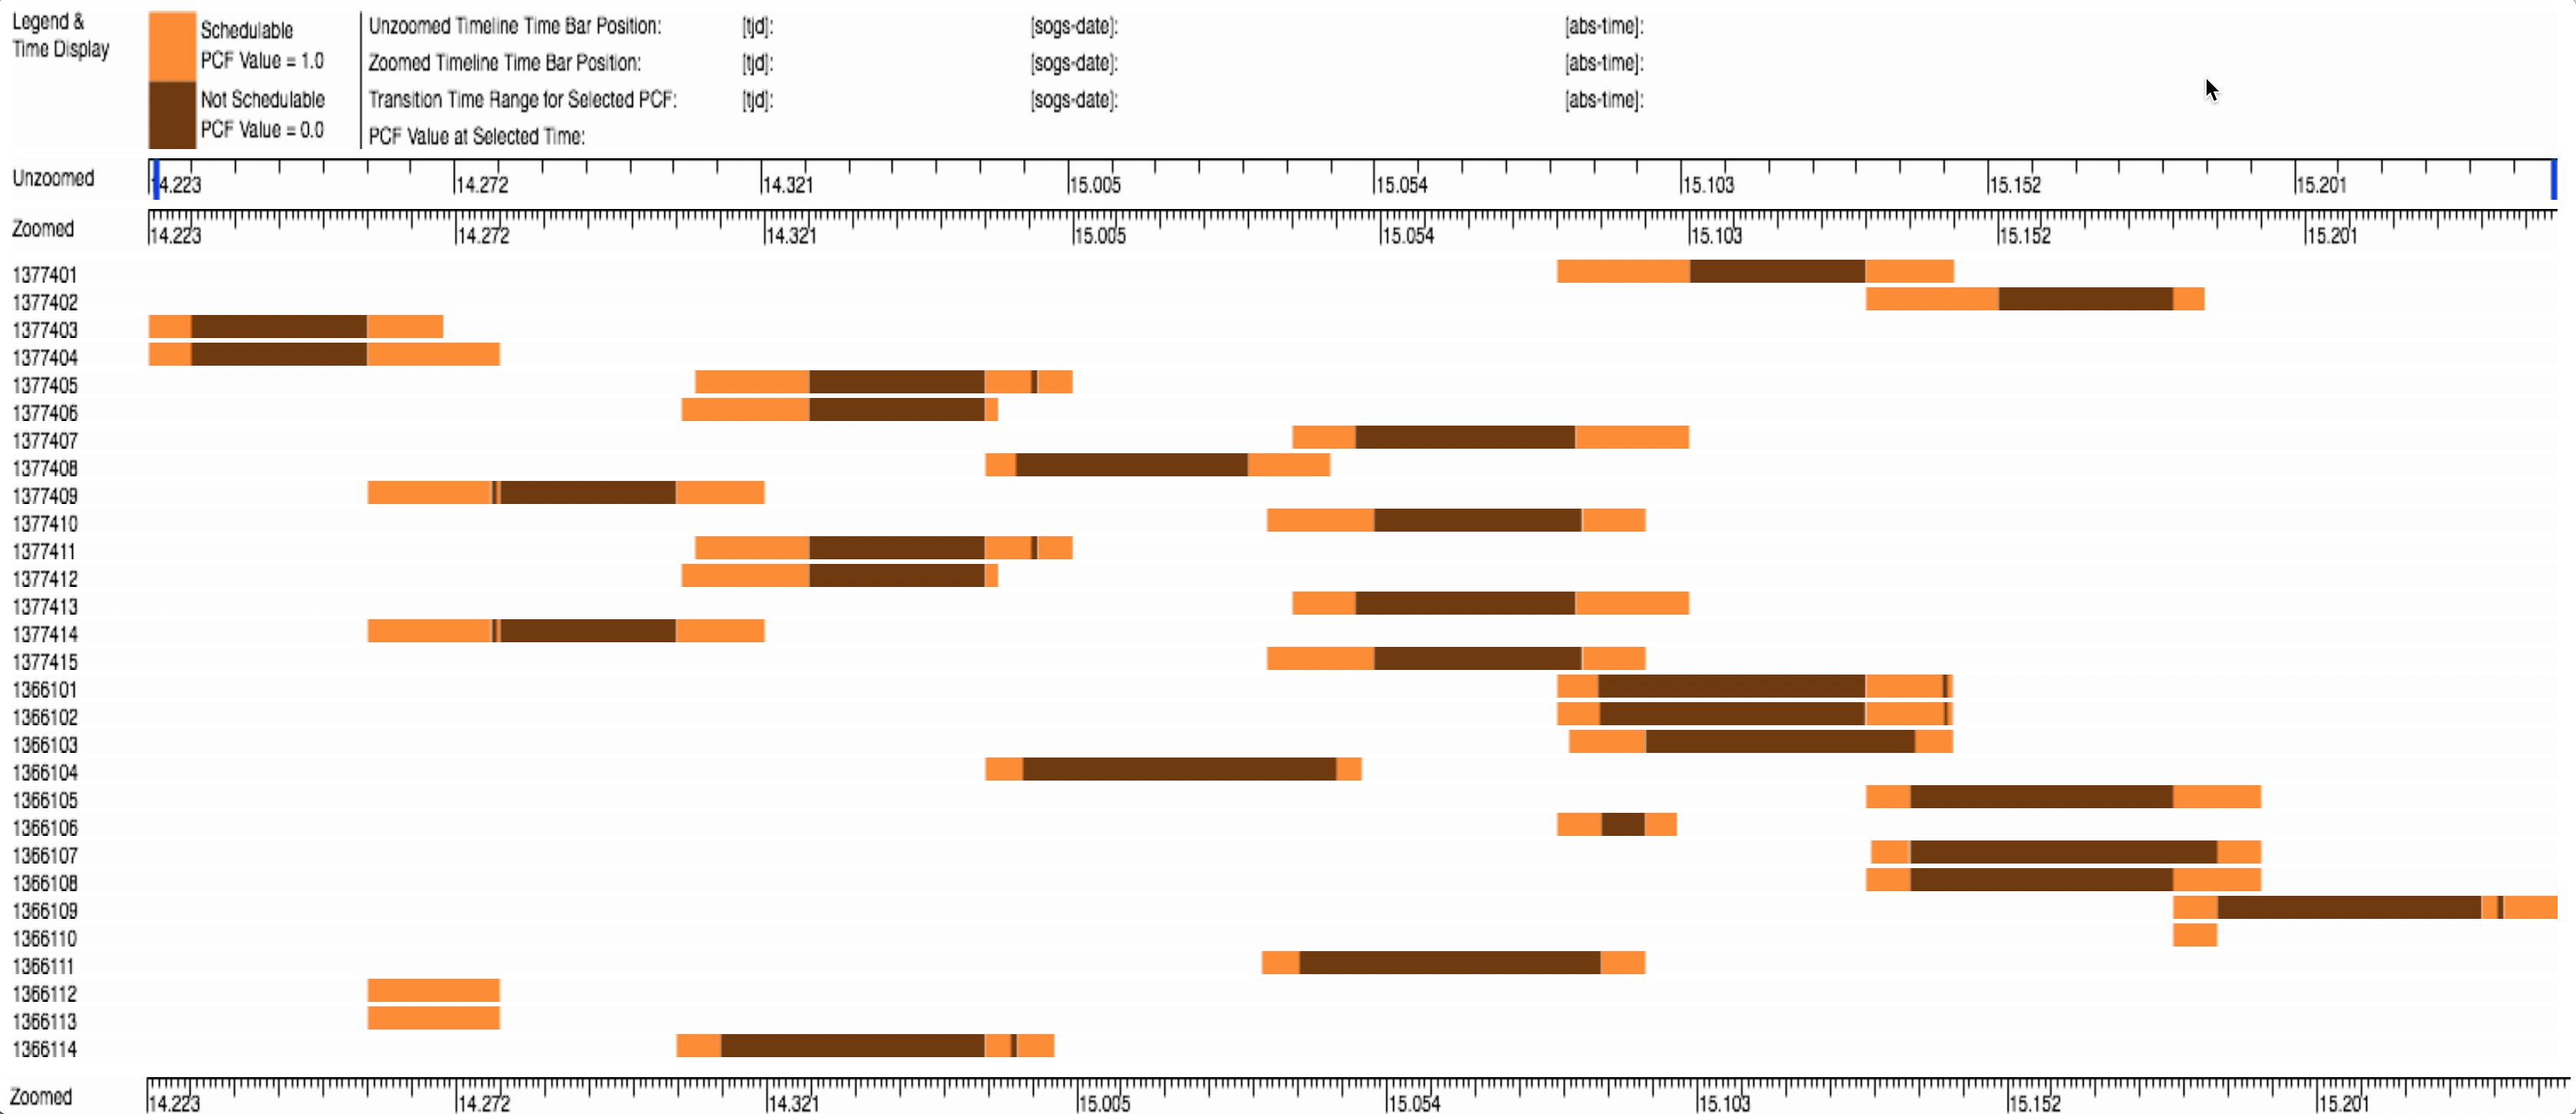 Legend &
Time Display
Schedulable
PCF Value = 1.0
Not Schedulable
PCF Value = 0.0
Unzoomed Timeline Time Bar Position: [tjd]: [sogs-date]: [abs-time]:
Zoomed Timeline Time Bar Position: [tjd]: [sogs-date]: [abs-time]:
Transition Time Range for Selected PCF: [tjd]: [sogs-date]: [abs-time]:
PCF Value at Selected Time:
Unzoomed 14.223 14.272 14.321 15.005 15.054 15.103 15.152 15.201
Zoomed 14.223 14.272 14.321 15.005 15.054 15.103 15.152 15.201
1377401
1377402
1377403
1377404
1377405
1377406
1377407
1377408
1377409
1377410
1377411
1377412
1377413
1377414
1377415
1366101
1366102
1366103
1366104
1366105
1366106
1366107
1366108
1366109
1366110
1366111
1366112
1366113
1366114
Zoomed 14.223 14.272 14.321 15.005 15.054 15.103 15.152 15.201